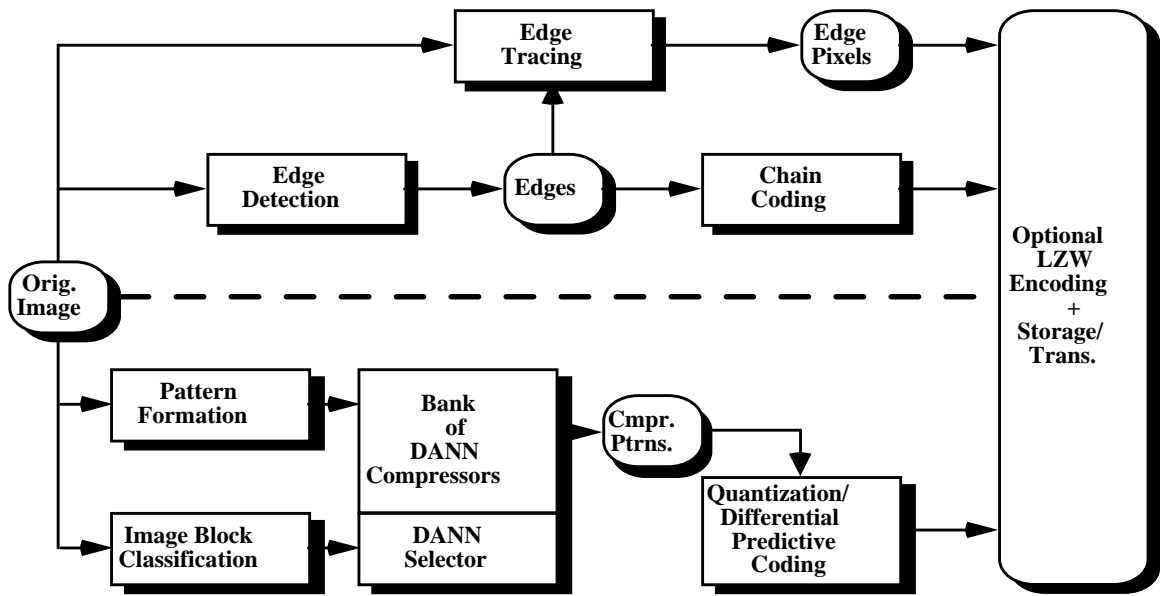 Edge
Tracing
Edge
Pixels
Edge
Detection
Edges
Chain
Coding
Orig.
Image
Optional
LZW
Encoding
+
Storage/
Trans.
Pattern
Formation
Bank
of
DANN
Compressors
Cmpr.
Ptrns.
Image Block
Classification
DANN
Selector
Quantization/
Differential
Predictive
Coding